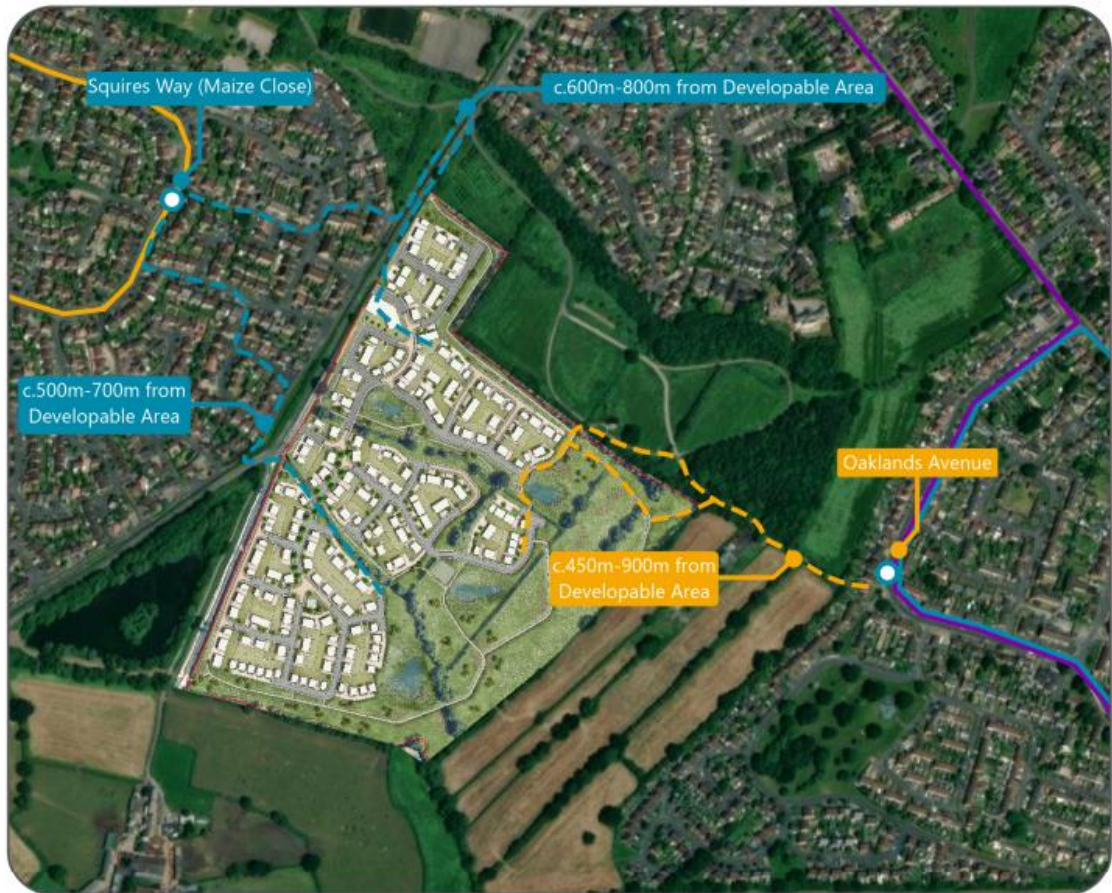 Squires Way (Maize Close)
c.600m-800m from Developable Area
c.500m-700m from
Developable Area
Oaklands Avenue
c.450m-900m from
Developable Area